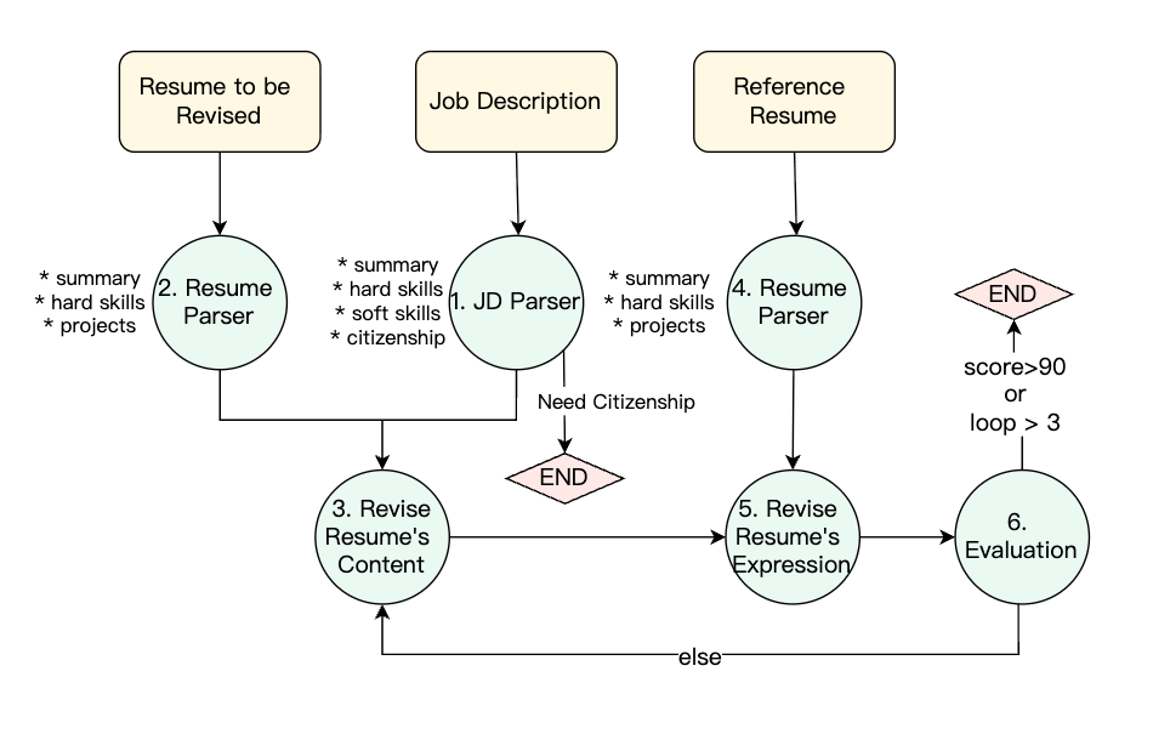 Resume to be
Revised
Job Description
Reference
Resume
* summary
* hard skills
* projects
2. Resume
Parser
* summary
* hard skills
* soft skills
* citizenship
1. JD Parser
* summary
* hard skills
* projects
4. Resume
Parser
END
score>90
or
loop > 3
Need Citizenship
END
3. Revise
Resume's
Content
5. Revise
Resume's
Expression
6.
Evaluation
else